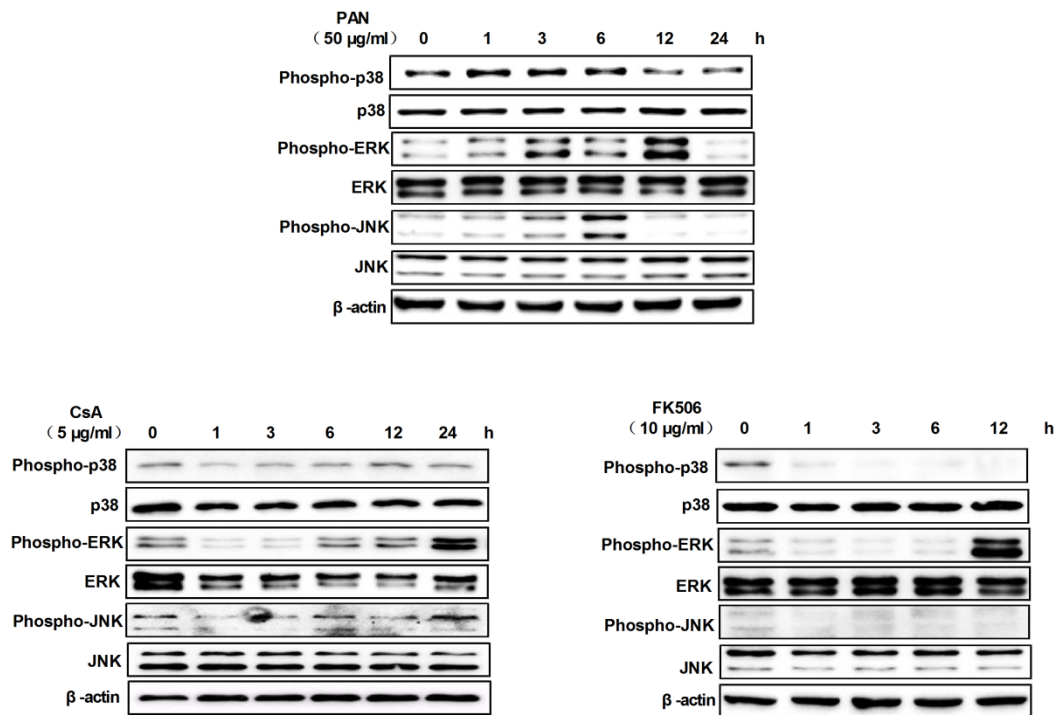 PAN
（50 μg/ml） 0 1 3 6 12 24 h
Phospho-p38
p38
Phospho-ERK
ERK
Phospho-JNK
JNK
β -actin
CsA
（5 μg/ml） 0 1 3 6 12 24 h
Phospho-p38
p38
Phospho-ERK
ERK
Phospho-JNK
JNK
β -actin
FK506
（10 μg/ml） 0 1 3 6 12 h
Phospho-p38
p38
Phospho-ERK
ERK
Phospho-JNK
JNK
β -actin